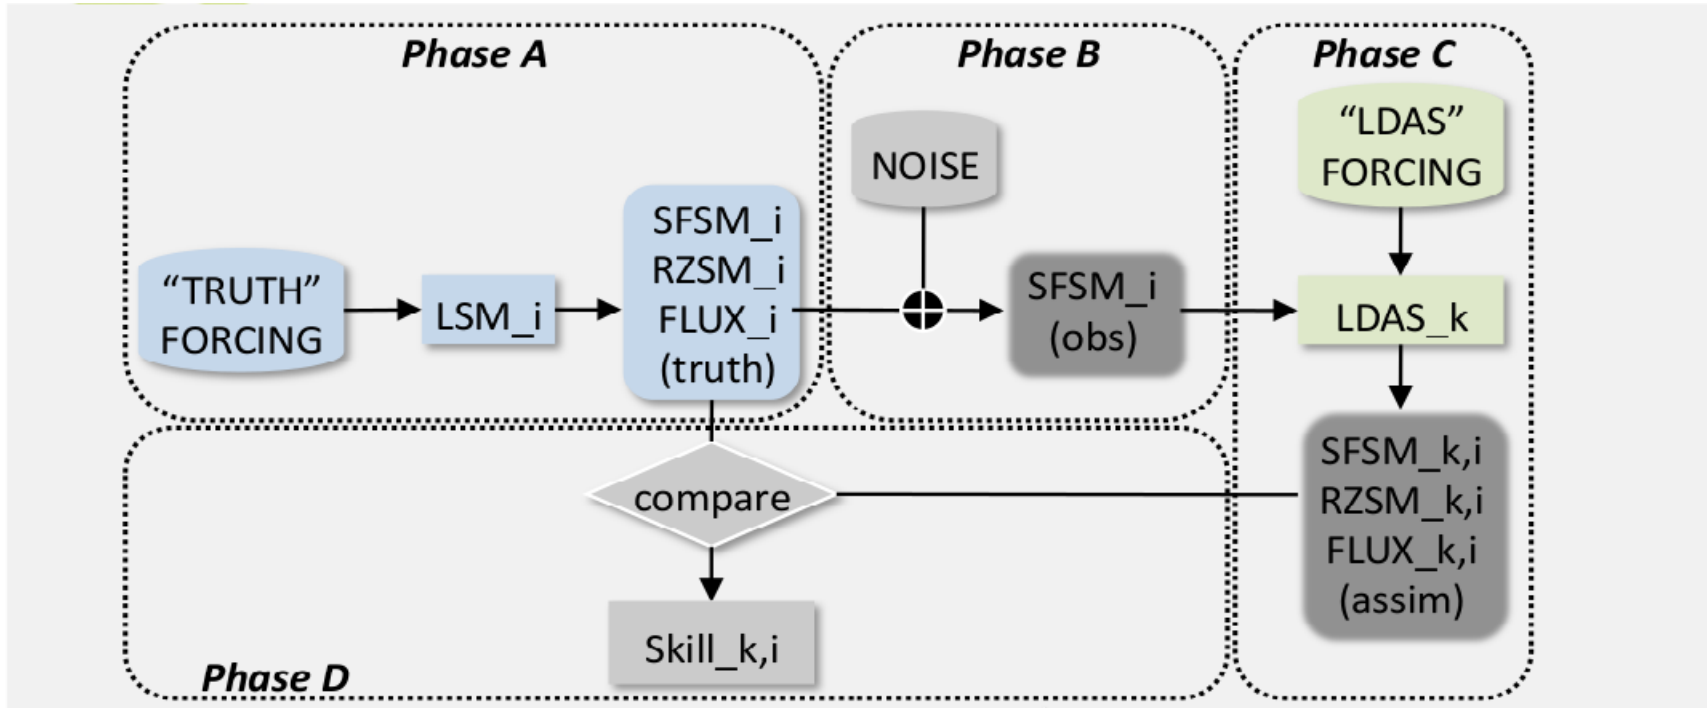 Phase A
Phase B
Phase C
"TRUTH"
FORCING
LSM_i
SFSM_i
RZSM_i
FLUX_i
(truth)
NOISE
SFSM_i
(obs)
“LDAS”
FORCING
LDAS_k
SFSM_k,i
RZSM_k,i
FLUX_k,i
(assim)
compare
Skill_k,i
Phase D